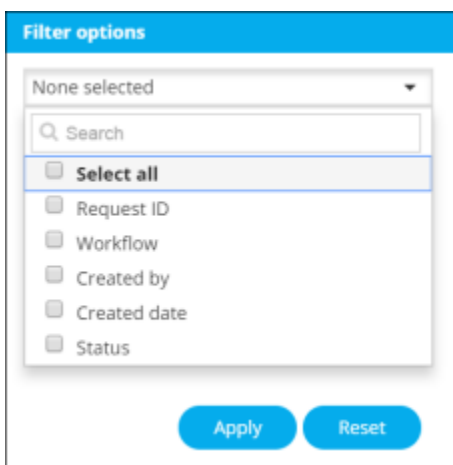 Filter options
None selected
Search
Select all
Request ID
Workflow
Created by
Created date
Status
Apply Reset